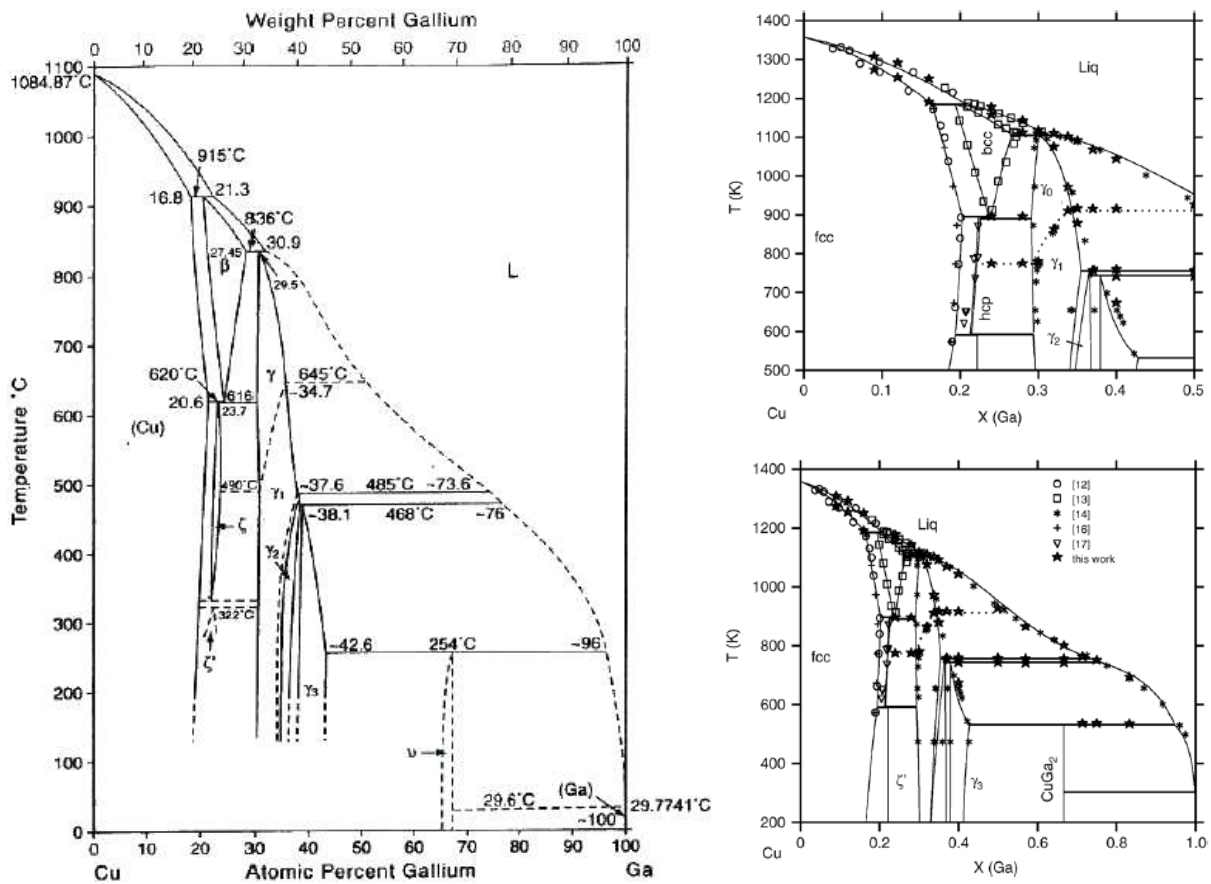 Weight Percent Gallium
0 10 20 30 40 50 60 70 80 90 100
1100
1084.87°C
1000
915°C
16.8
21.3
900
836°C
30.9
27.45
β
L
800
29.5
700
γ
645°C
34.7
620°C
616
600
20.6
23.7
(Cu)
Temperature °C
490°C
γ₁
~37.6 485°C ~73.6
500
~38.1 468°C ~76
ζ
400
γ₂
322°C
300
ζ'
~42.6 254°C ~96
200
γ₃
υ
100
(Ga)
29.6°C
29.7741°C
~100
0
0 10 20 30 40 50 60 70 80 90 100
Cu Atomic Percent Gallium Ga
1400
1300
Liq
1200
1100
bcc
1000
γ₀
T (K)
900
fcc
800
γ₁
700
hcp
600
γ₂
500
0.0 0.1 0.2 0.3 0.4 0.5
Cu X (Ga)
1400
[12]
[13]
Liq
[14]
1200
[16]
[17]
this work
1000
T (K)
800
fcc
600
400
ζ'
γ₃
CuGa₂
200
0.0 0.2 0.4 0.6 0.8 1.0
Cu X (Ga)